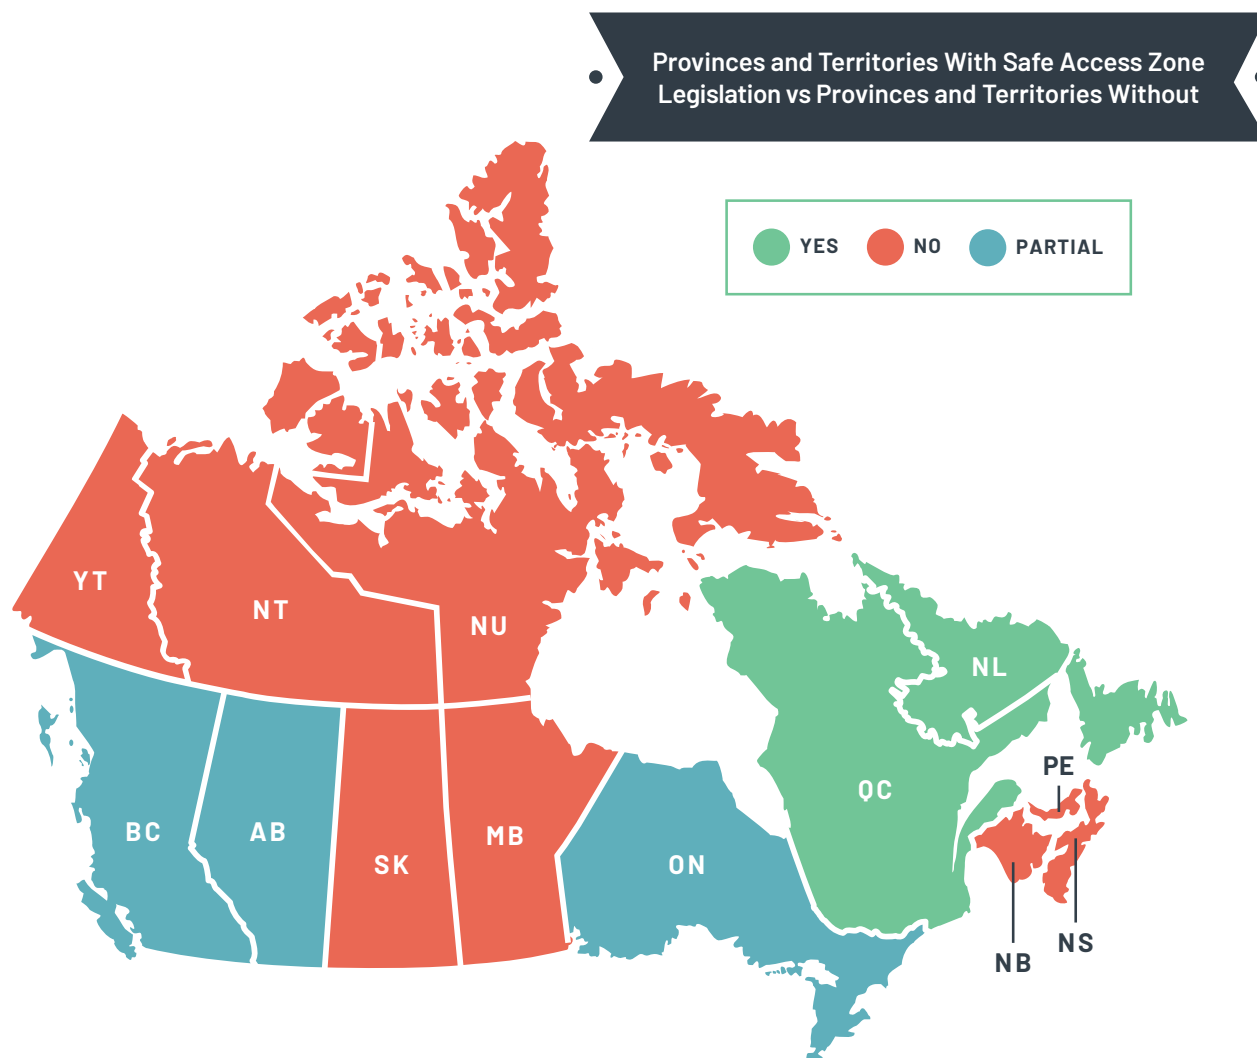 Provinces and Territories With Safe Access Zone
Legislation vs Provinces and Territories Without
YES NO PARTIAL
YT
NT
NU
NL
PE
QC
BC
AB
MB
SK
ON
NS
NB